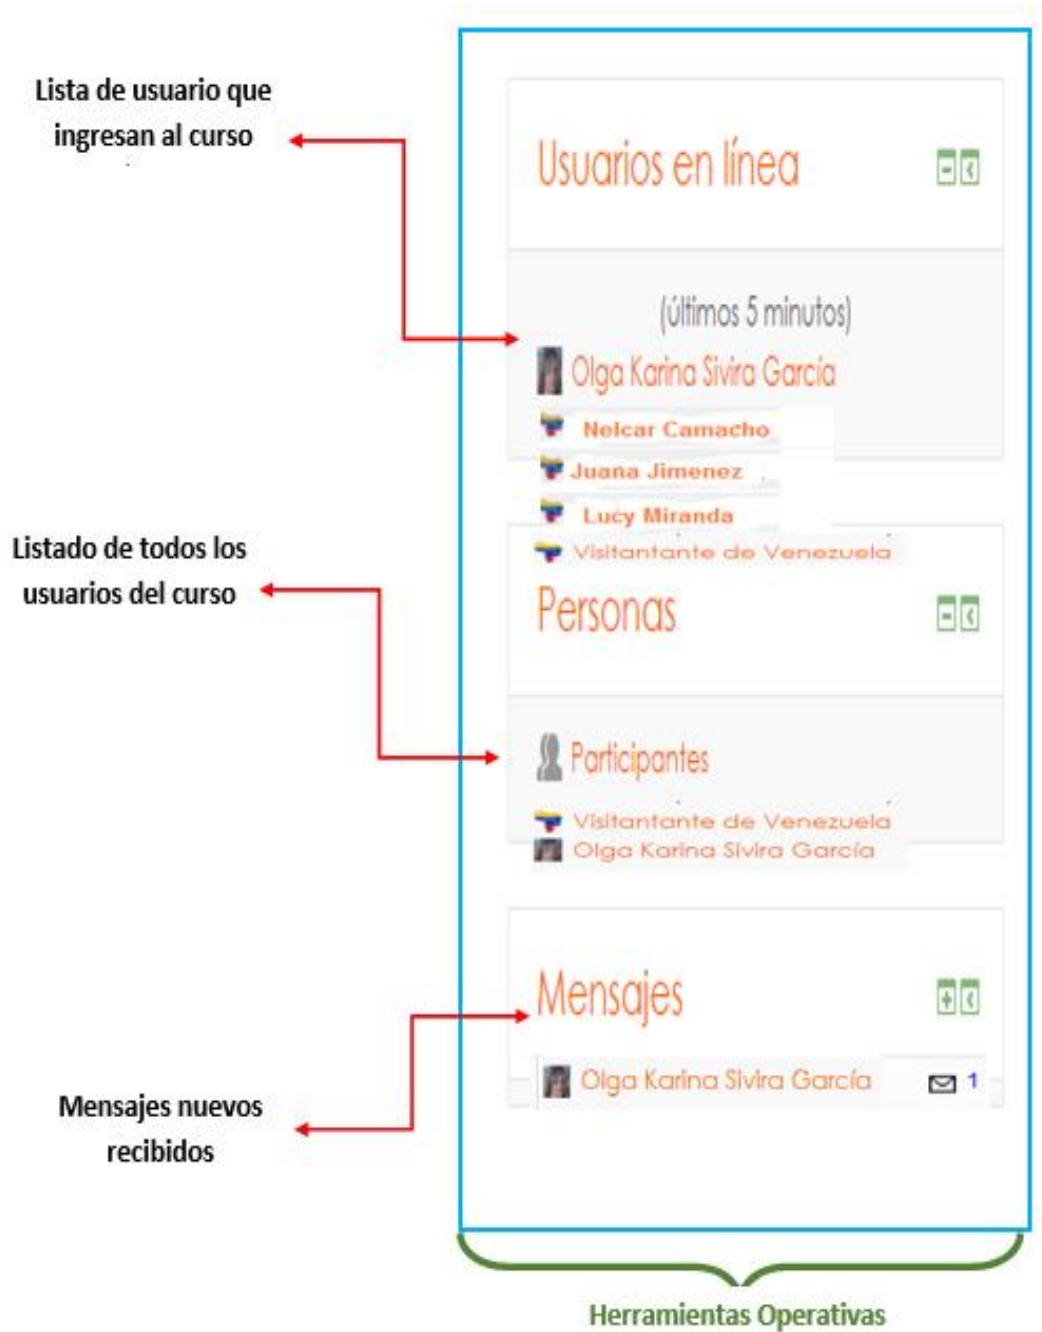 Lista de usuario que
ingresan al curso
Usuarios en línea
(últimos 5 minutos)
Olga Karina Sivira García
Nelcar Camacho
Juana Jimenez
Lucy Miranda
Visitantante de Venezuela
Listado de todos los
usuarios del curso
Personas
Participantes
Visitantante de Venezuela
Olga Karina Sivira García
Mensajes
Olga Karina Sivira García 1
Mensajes nuevos
recibidos
Herramientas Operativas